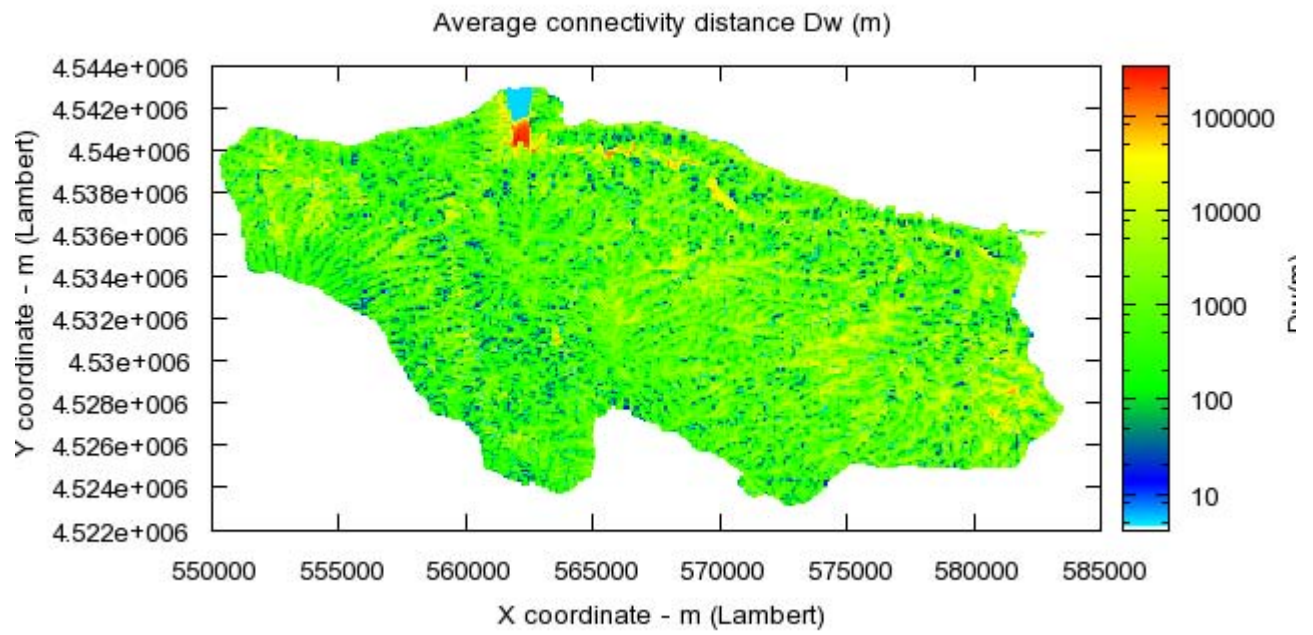 Average connectivity distance Dw (m)
4.544e+006
4.542e+006
4.54e+006
4.538e+006
4.536e+006
4.534e+006
4.532e+006
4.53e+006
4.528e+006
4.526e+006
4.524e+006
4.522e+006
Y coordinate - m (Lambert)
550000 555000 560000 565000 570000 575000 580000 585000
X coordinate - m (Lambert)
100000
10000
1000
100
10
Dw(m)